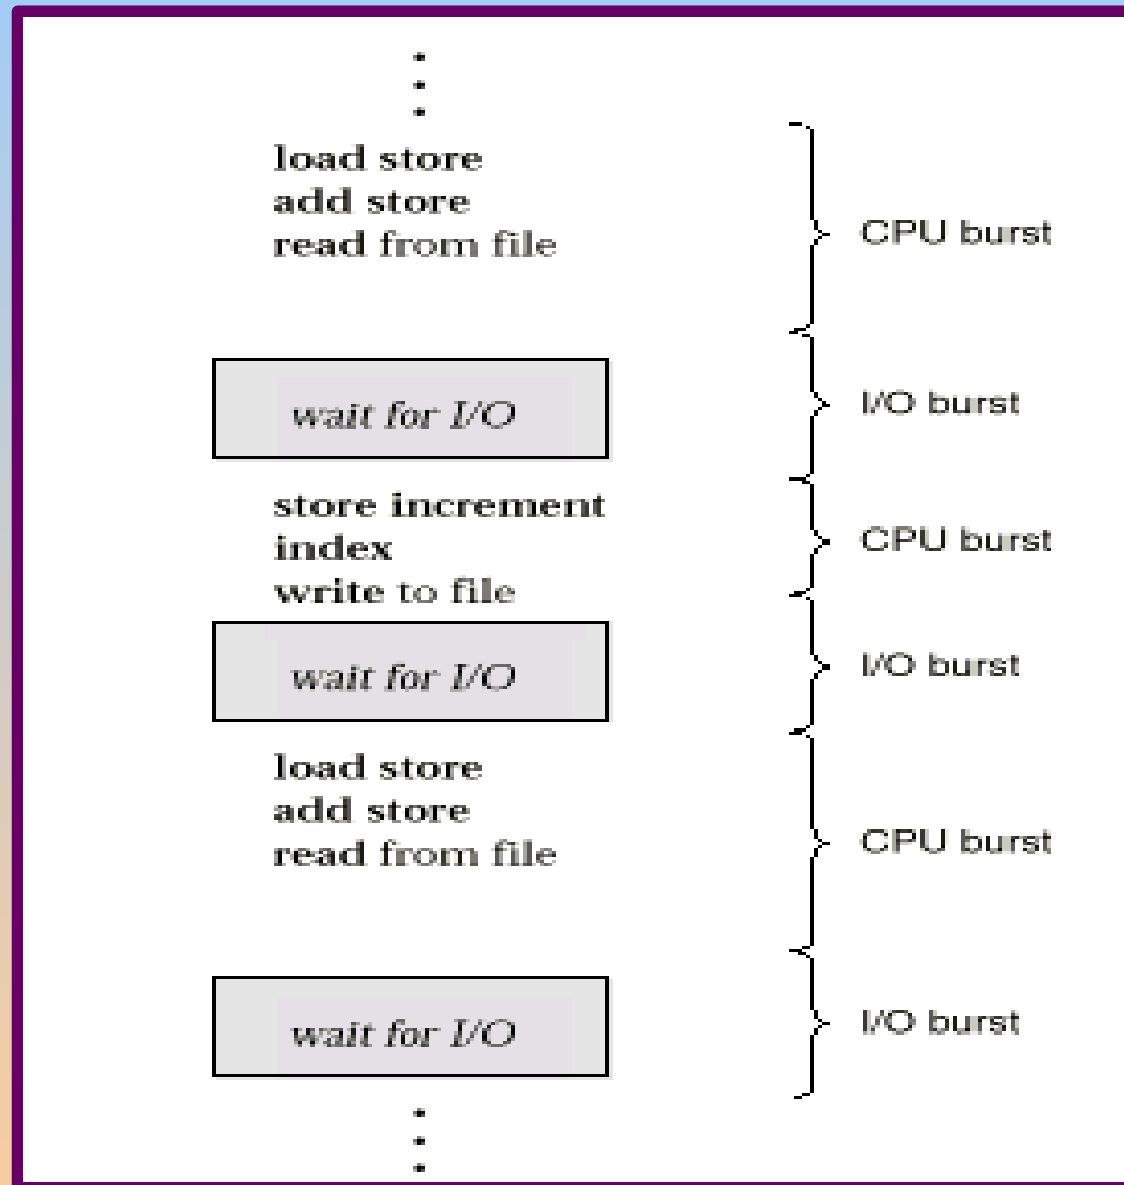 load store
add store
read from file
CPU burst
wait for I/O
I/O burst
store increment
index
write to file
CPU burst
wait for I/O
I/O burst
load store
add store
read from file
CPU burst
wait for I/O
I/O burst